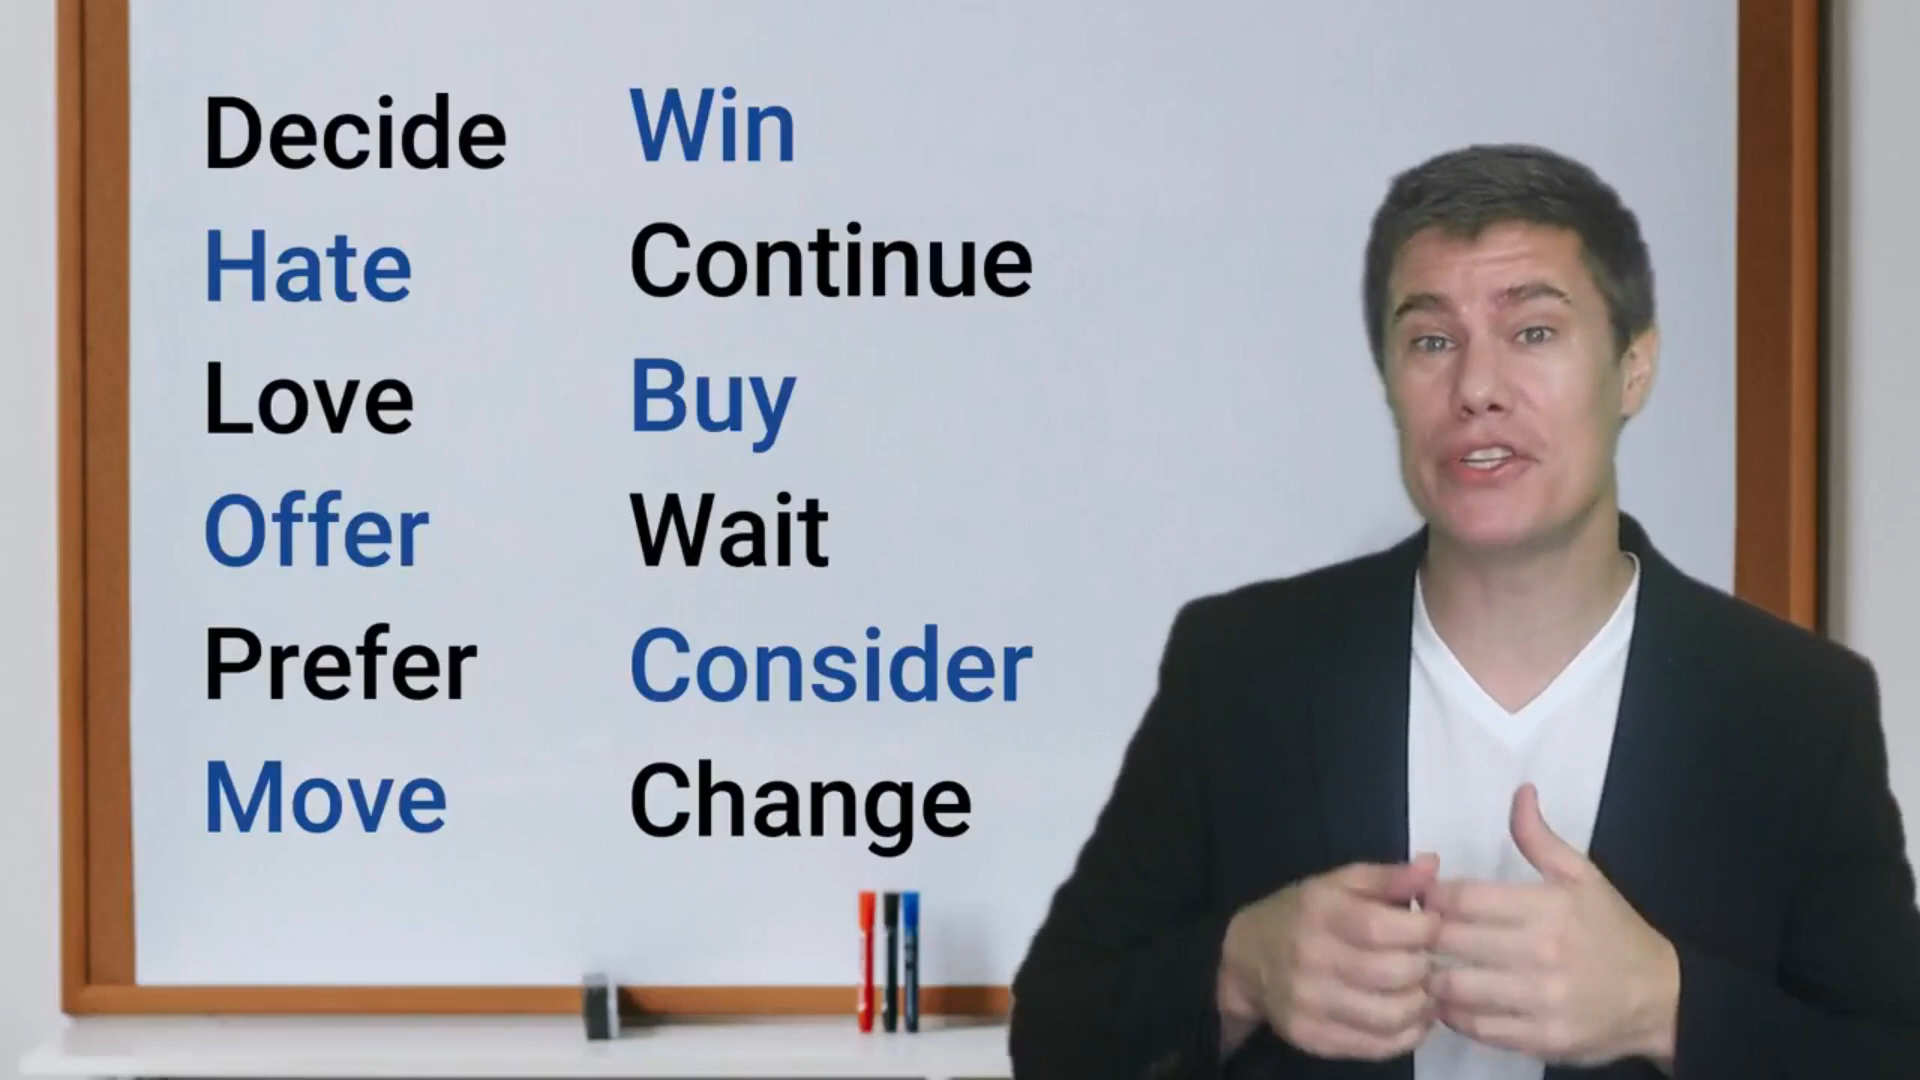 Decide
Hate
Love
Offer
Prefer
Move
Win
Continue
Buy
Wait
Consider
Change